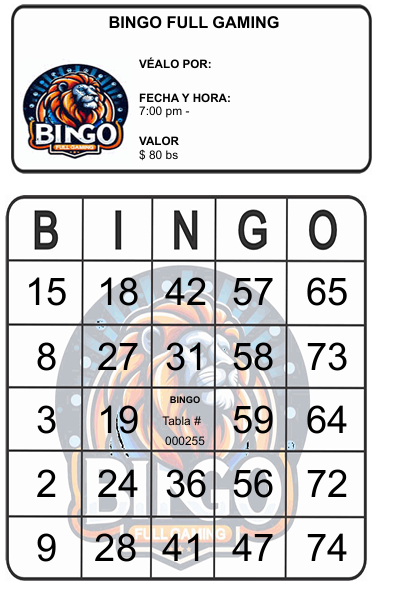 BINGO FULL GAMING
VÉALO POR:
FECHA Y HORA:
7:00 pm -
VALOR
$ 80 bs
BINGO
FULL GAMING
B I N G O
15 18 42 57 65
8 27 31 58 73
3 19 BINGO 59 64
Tabla #
000255
2 24 36 56 72
9 28 41 47 74
BINGO
FULL GAMING